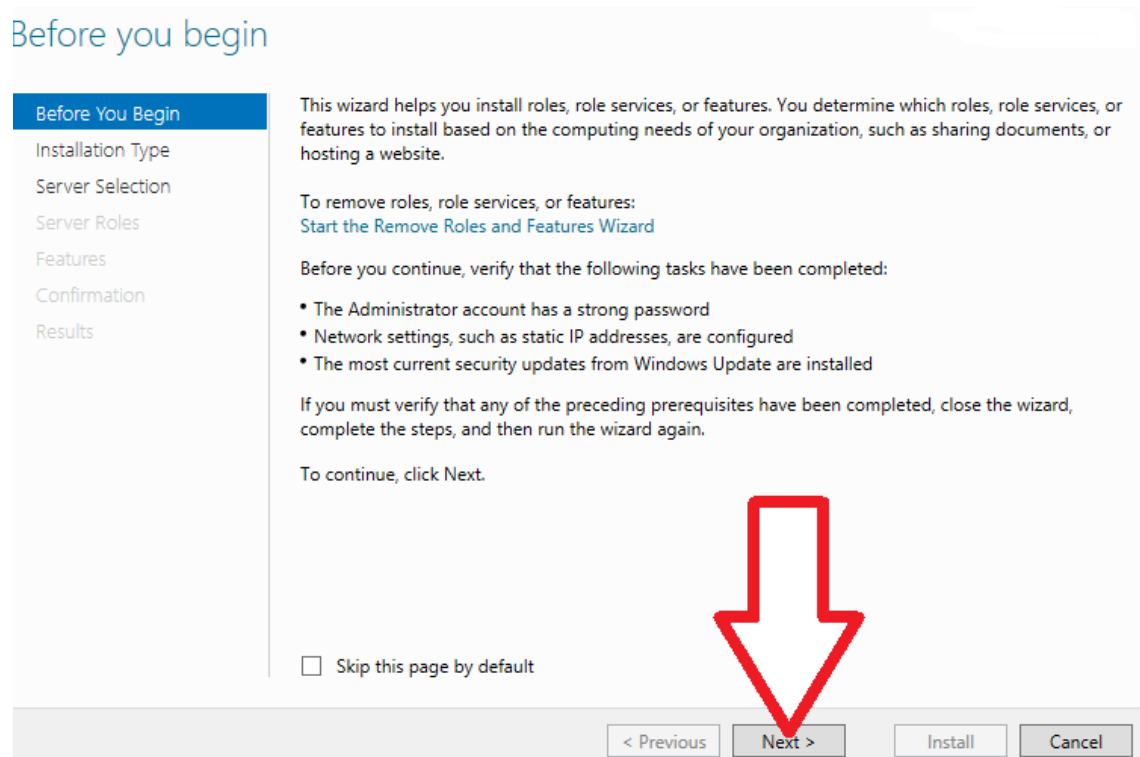 Before you begin
Before You Begin
Installation Type
Server Selection
Server Roles
Features
Confirmation
Results
This wizard helps you install roles, role services, or features. You determine which roles, role services, or
features to install based on the computing needs of your organization, such as sharing documents, or
hosting a website.
To remove roles, role services, or features:
Start the Remove Roles and Features Wizard
Before you continue, verify that the following tasks have been completed:
• The Administrator account has a strong password
• Network settings, such as static IP addresses, are configured
• The most current security updates from Windows Update are installed
If you must verify that any of the preceding prerequisites have been completed, close the wizard,
complete the steps, and then run the wizard again.
To continue, click Next.
Skip this page by default
< Previous Next > Install Cancel